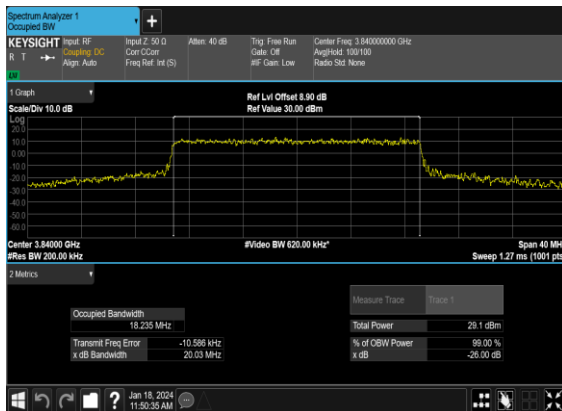 Spectrum Analyzer 1
Occupied BW
KEYSIGHT
R T
LXI
Input: RF
Coupling: DC
Align: Auto
Input Z: 50 Ω
Corr CCorr
Freq Ref: Int (S)
Atten: 40 dB
Trig: Free Run
Gate: Off
#IF Gain: Low
Center Freq: 3.840000000 GHz
Avg|Hold: 100/100
Radio Std: None
1 Graph
Scale/Div 10.0 dB
Ref Lvl Offset 8.90 dB
Ref Value 30.00 dBm
Log
20.0
10.0
0.00
-10.0
-20.0
-30.0
-40.0
-50.0
-60.0
Center 3.84000 GHz
#Res BW 200.00 kHz
#Video BW 620.00 kHz*
Span 40 MH
Sweep 1.27 ms (1001 pts
2 Metrics
Measure Trace
Trace 1
Occupied Bandwidth
18.235 MHz
Total Power
29.1 dBm
Transmit Freq Error
-10.586 kHz
% of OBW Power
99.00 %
x dB Bandwidth
20.03 MHz
x dB
-26.00 dB
?
Jan 18, 2024
11:50:35 AM